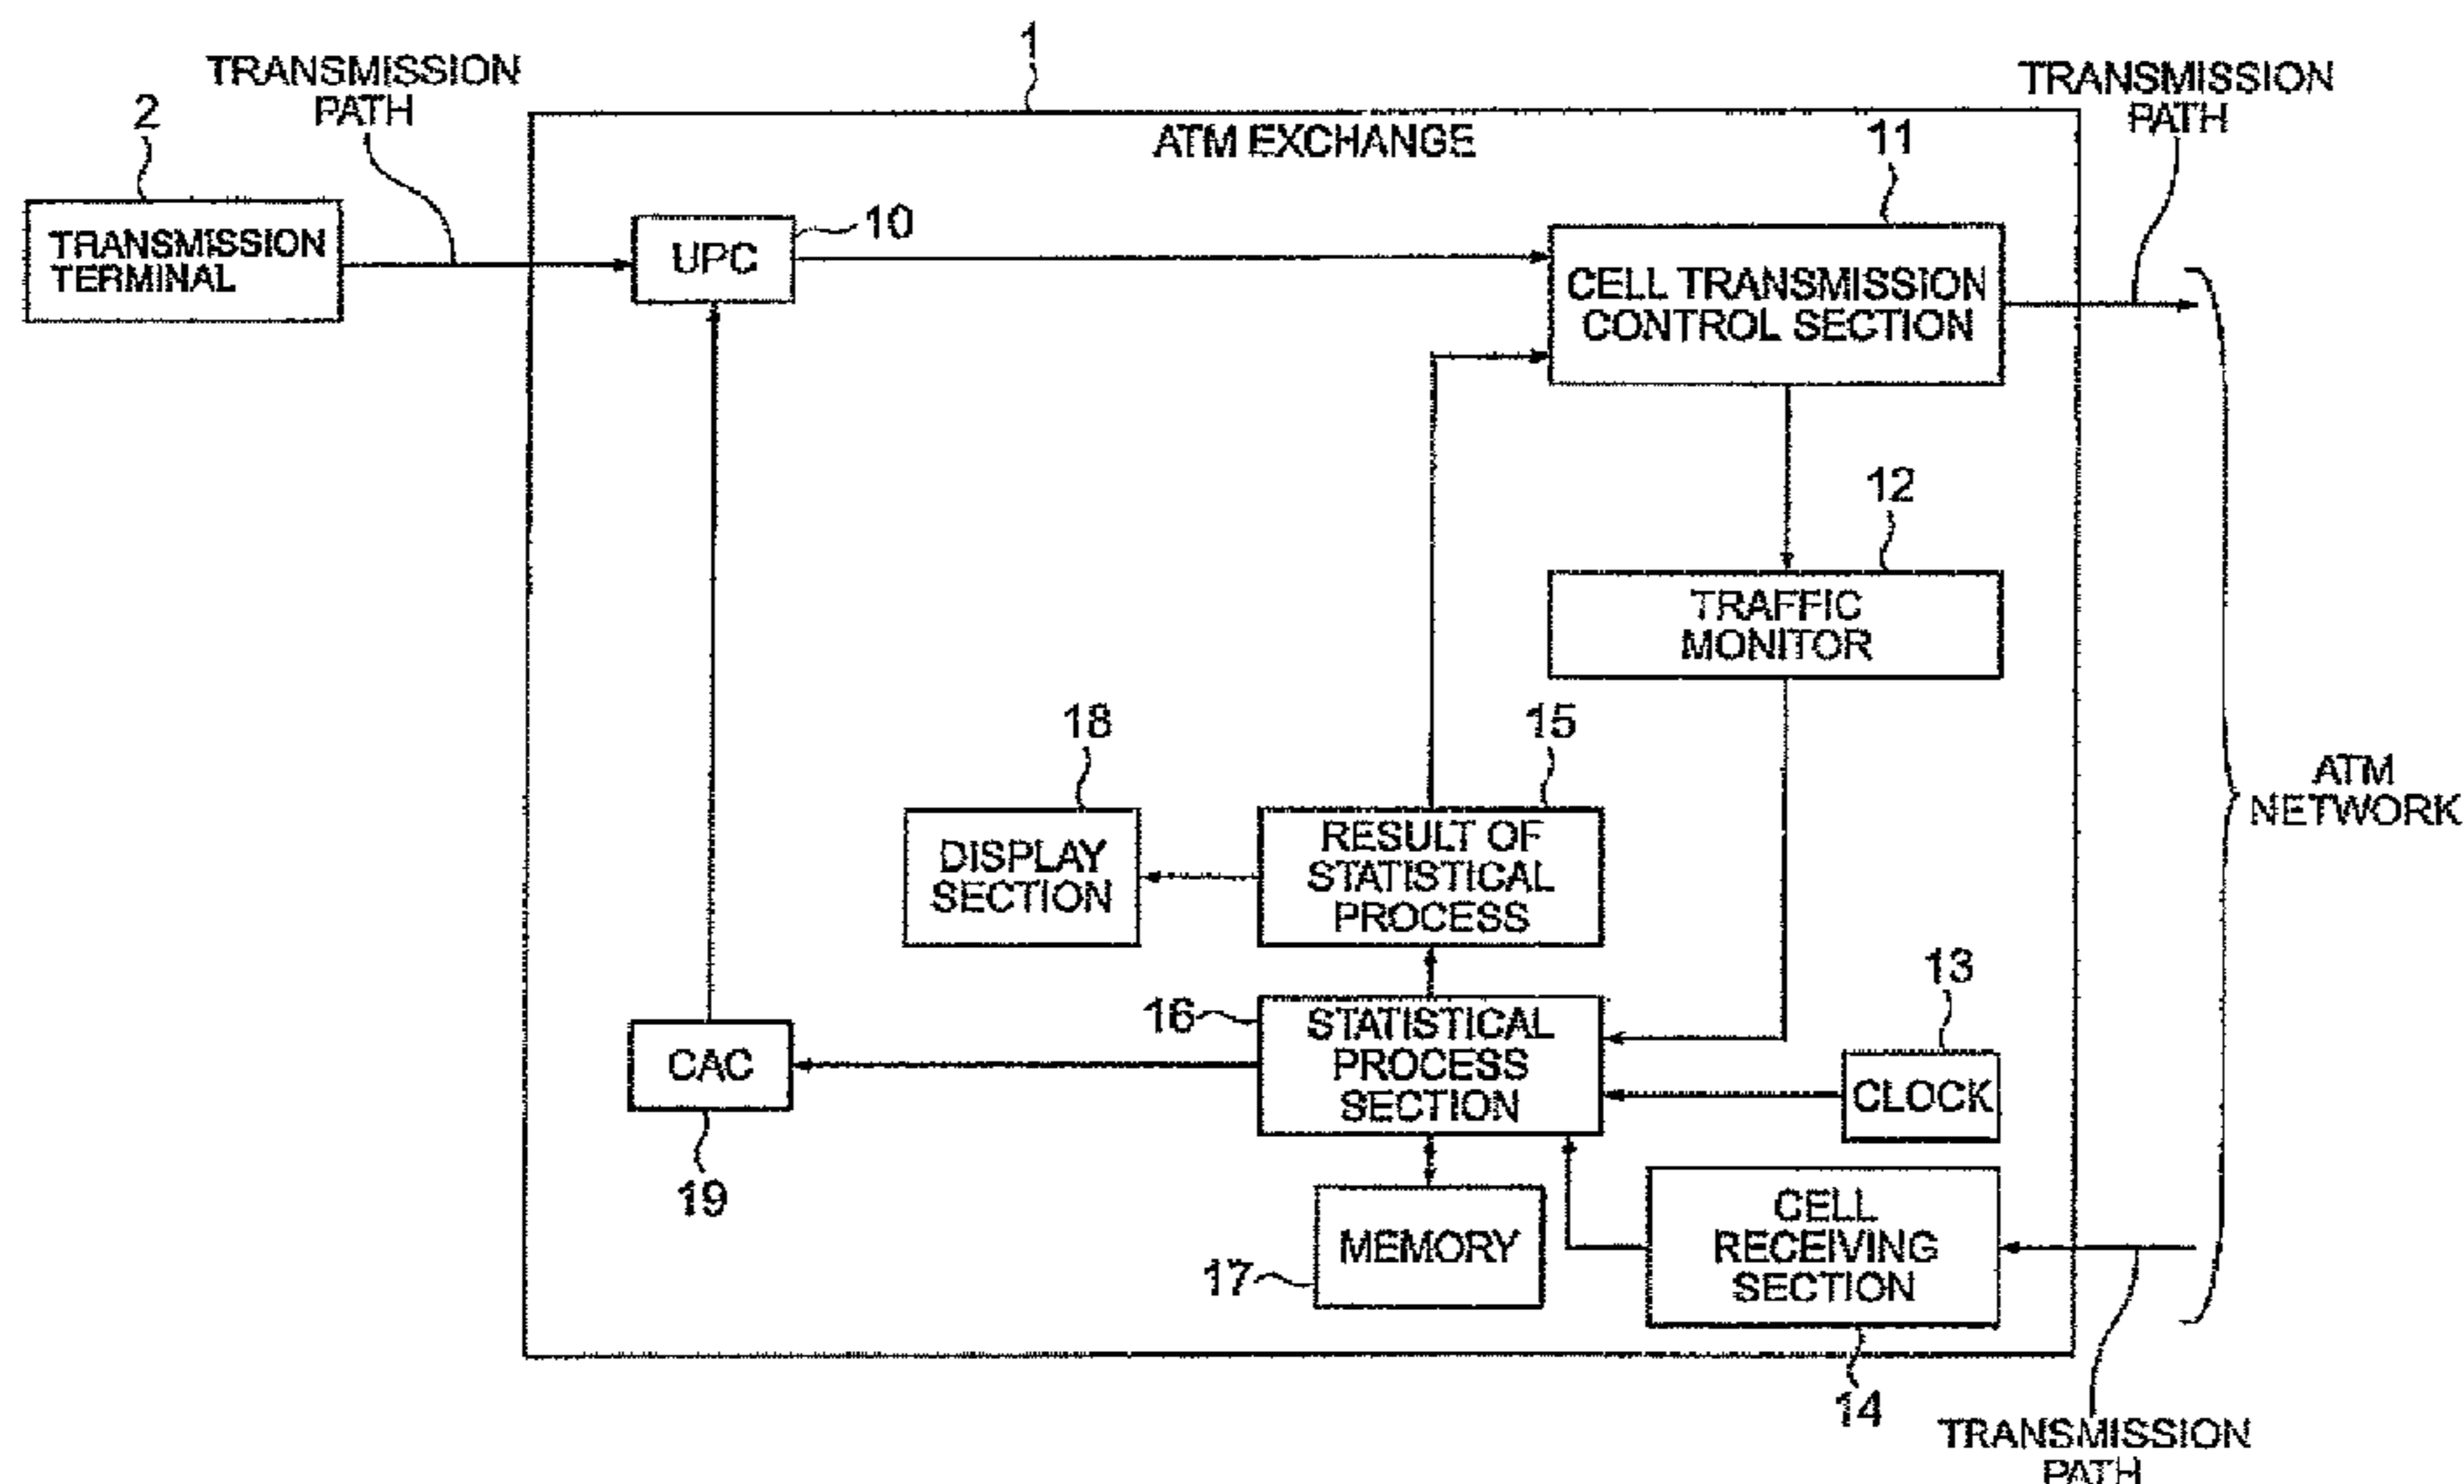 1
TRANSMISSION
PATH
2
TRANSMISSION
PATH
ATM EXCHANGE
11
10
TRANSMISSION
TERMINAL
UPC
CELL TRANSMISSION
CONTROL SECTION
12
TRAFFIC
MONITOR
18
15
ATM
NETWORK
DISPLAY
SECTION
RESULT OF
STATISTICAL
PROCESS
13
16
STATISTICAL
PROCESS
SECTION
CAC
CLOCK
19
17
MEMORY
CELL
RECEIVING
SECTION
14
TRANSMISSION
PATH